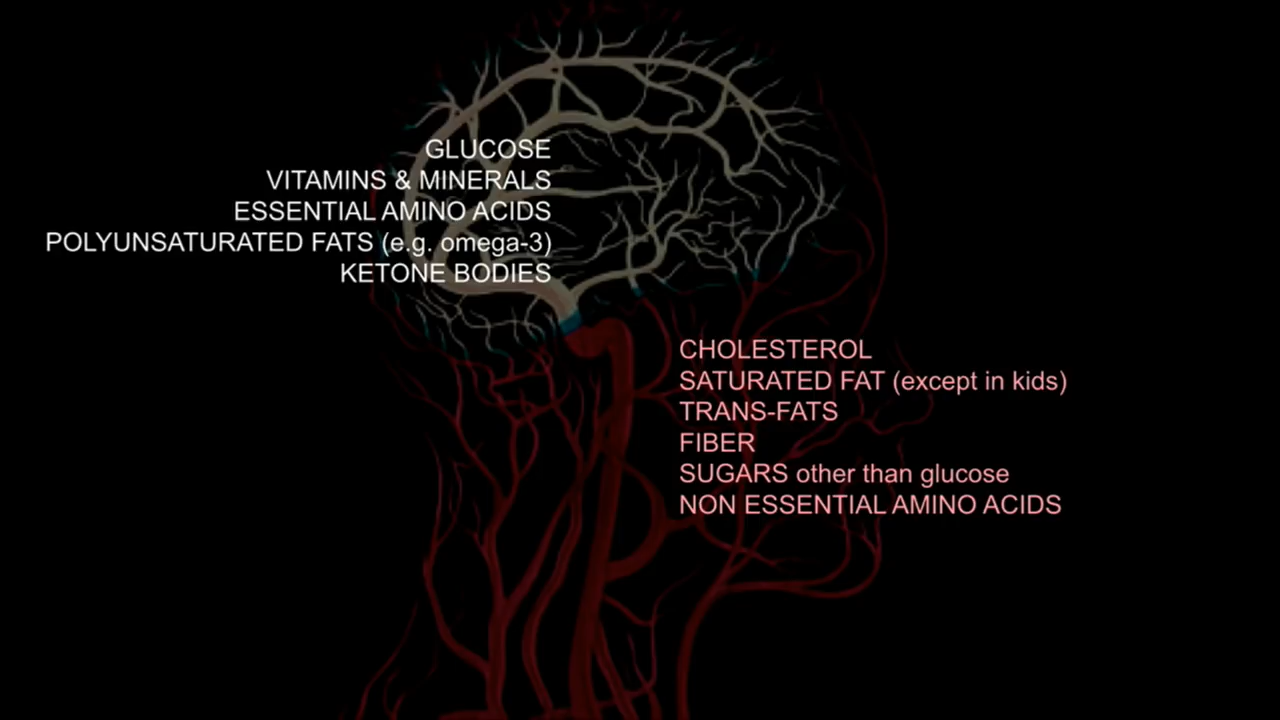 GLUCOSE
VITAMINS & MINERALS
ESSENTIAL AMINO ACIDS
POLYUNSATURATED FATS (e.g. omega-3)
KETONE BODIES
CHOLESTEROL
SATURATED FAT (except in kids)
TRANS-FATS
FIBER
SUGARS other than glucose
NON ESSENTIAL AMINO ACIDS